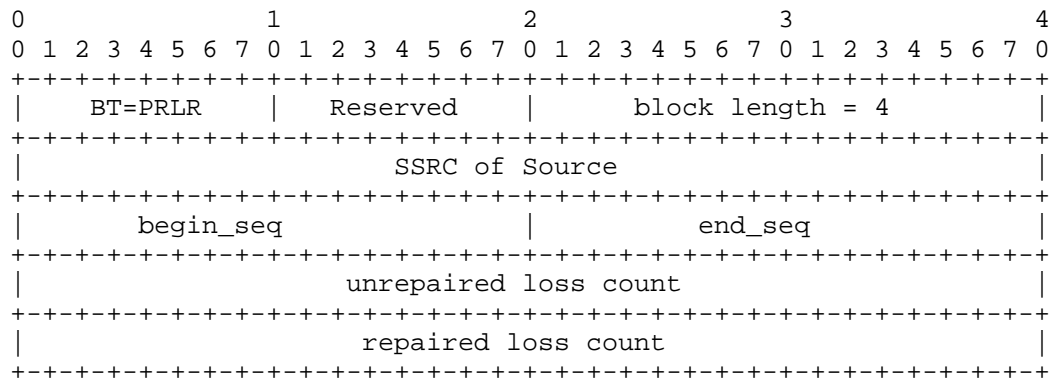 0                   1                   2                   3                   4
0 1 2 3 4 5 6 7 0 1 2 3 4 5 6 7 0 1 2 3 4 5 6 7 0 1 2 3 4 5 6 7 0
+-+-+-+-+-+-+-+-+-+-+-+-+-+-+-+-+-+-+-+-+-+-+-+-+-+-+-+-+-+-+-+-+
|    BT=PRLR    |   Reserved    |      block length = 4         |
+-+-+-+-+-+-+-+-+-+-+-+-+-+-+-+-+-+-+-+-+-+-+-+-+-+-+-+-+-+-+-+-+
|                       SSRC of Source                          |
+-+-+-+-+-+-+-+-+-+-+-+-+-+-+-+-+-+-+-+-+-+-+-+-+-+-+-+-+-+-+-+-+
|       begin_seq               |          end_seq              |
+-+-+-+-+-+-+-+-+-+-+-+-+-+-+-+-+-+-+-+-+-+-+-+-+-+-+-+-+-+-+-+-+
|                    unrepaired loss count                      |
+-+-+-+-+-+-+-+-+-+-+-+-+-+-+-+-+-+-+-+-+-+-+-+-+-+-+-+-+-+-+-+-+
|                     repaired loss count                       |
+-+-+-+-+-+-+-+-+-+-+-+-+-+-+-+-+-+-+-+-+-+-+-+-+-+-+-+-+-+-+-+-+